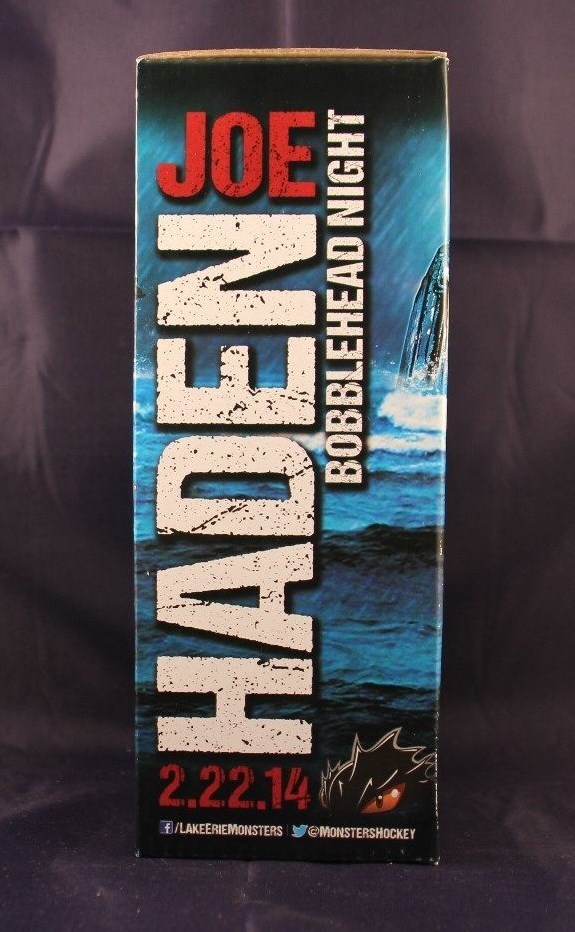 JOE
HADEN
BOBBLEHEAD NIGHT
2.22.14
/LAKEERIEMONSTERS @MONSTERSHOCKEY